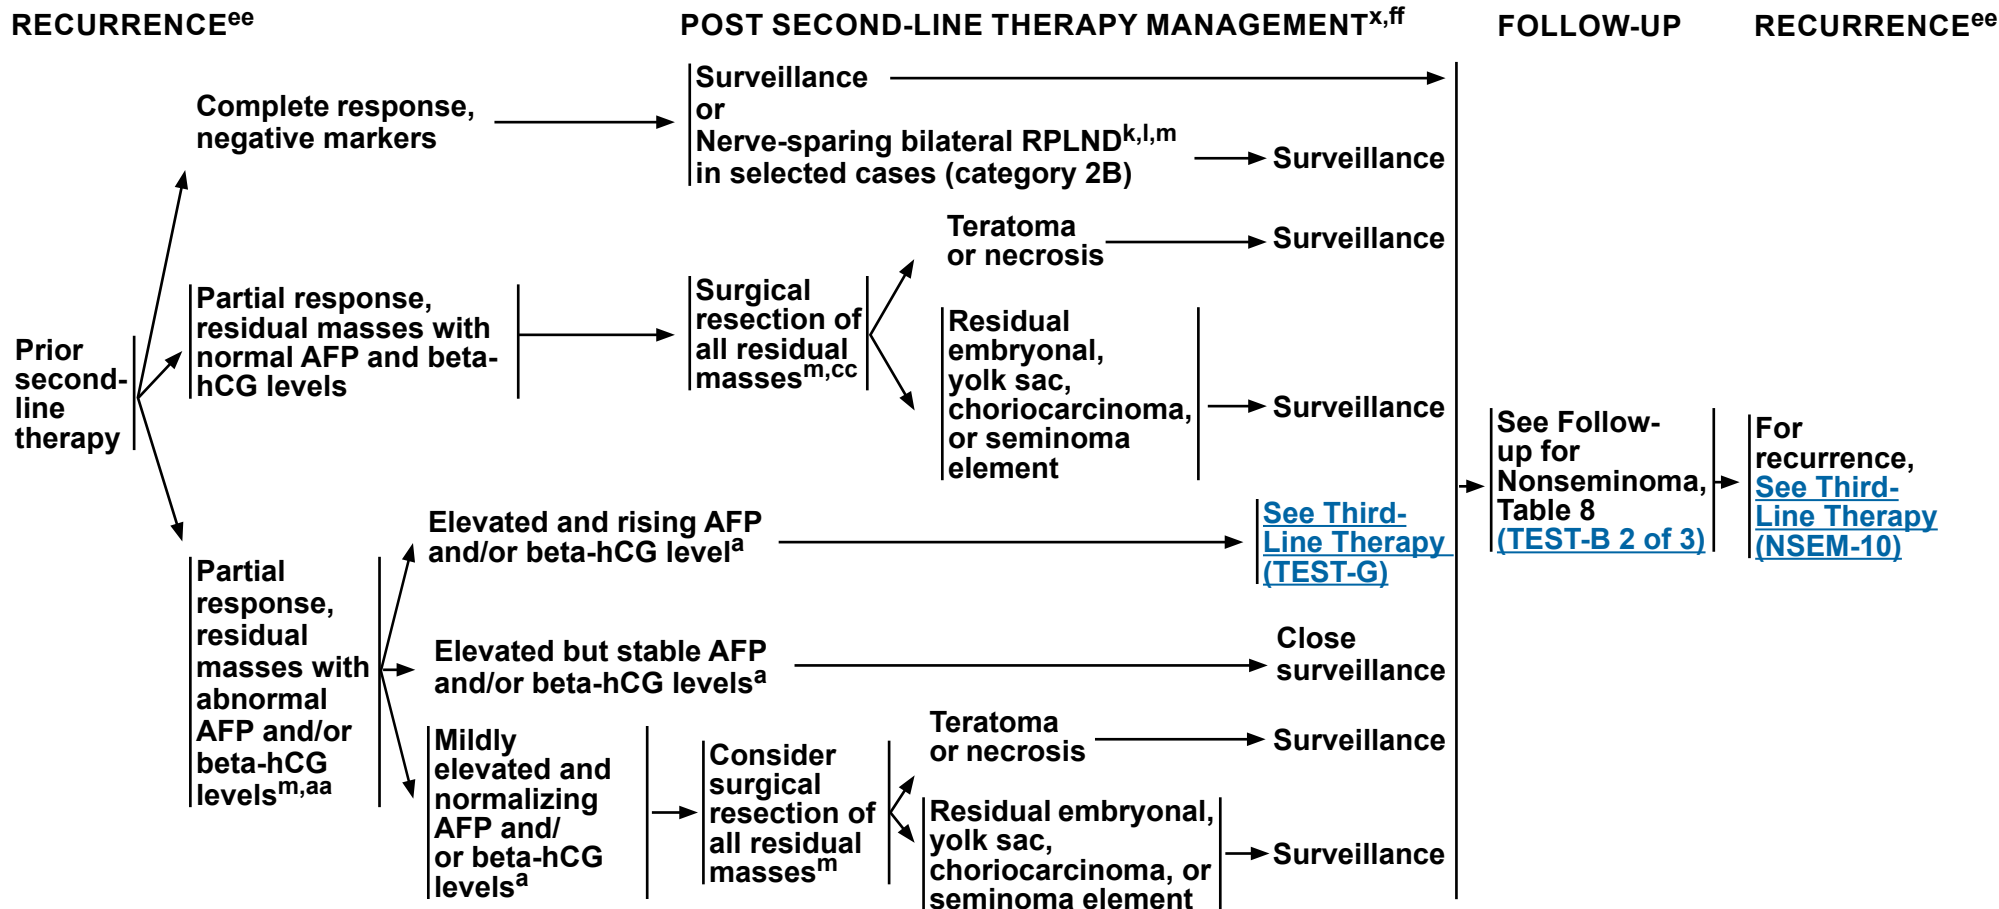 RECURRENCEee
POST SECOND-LINE THERAPY MANAGEMENTx,ff
FOLLOW-UP
RECURRENCEee
Prior
second-
line
therapy
Complete response,
negative markers
Surveillance
or
Nerve-sparing bilateral RPLNDk,l,m
in selected cases (category 2B)
Surveillance
Partial response,
residual masses with
normal AFP and beta-
hCG levels
Surgical
resection of
all residual
massesm,cc
Teratoma
or necrosis
Surveillance
Residual
embryonal,
yolk sac,
choriocarcinoma,
or seminoma
element
Surveillance
Partial
response,
residual
masses with
abnormal
AFP and/or
beta-hCG
levelsm,aa
Elevated and rising AFP
and/or beta-hCG levela
See Third-
Line Therapy
(TEST-G)
Elevated but stable AFP
and/or beta-hCG levelsa
Close
surveillance
Mildly
elevated and
normalizing
AFP and/
or beta-hCG
levelsa
Consider
surgical
resection of
all residual
massesm
Teratoma
or necrosis
Surveillance
Residual embryonal,
yolk sac,
choriocarcinoma, or
seminoma element
Surveillance
See Follow-
up for
Nonseminoma,
Table 8
(TEST-B 2 of 3)
For
recurrence,
See Third-
Line Therapy
(NSEM-10)